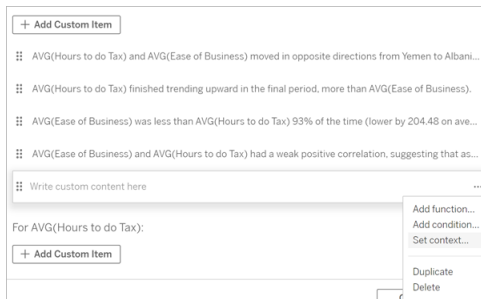 + Add Custom Item
AVG(Hours to do Tax) and AVG(Ease of Business) moved in opposite directions from Yemen to Albani...
AVG(Hours to do Tax) finished trending upward in the final period, more than AVG(Ease of Business).
AVG(Ease of Business) was less than AVG(Hours to do Tax) 93% of the time (lower by 204.48 on ave...
AVG(Ease of Business) and AVG(Hours to do Tax) had a weak positive correlation, suggesting that as...
Write custom content here
Add function...
Add condition...
Set context...
For AVG(Hours to do Tax):
+ Add Custom Item
Duplicate
Delete